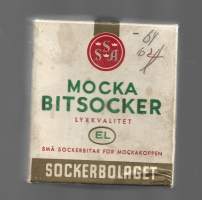 SSA
MOCKA
BITSOCKER
LYXKVALITET
EL
SMÅ SOCKERBITAR FÖR MOCKAKOPPEN
SOCKERBOLAGET